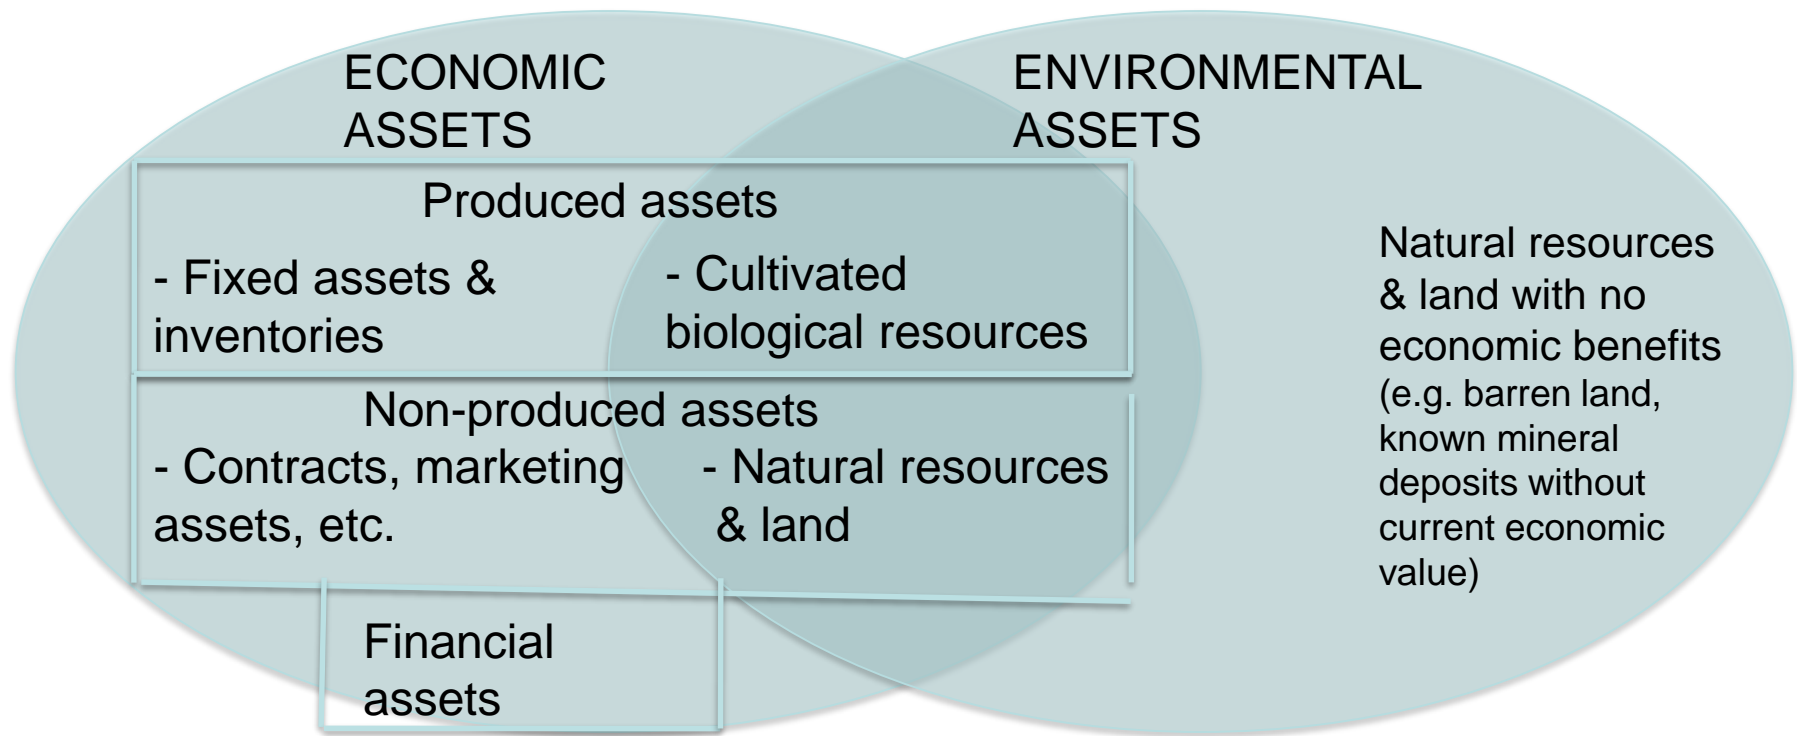 ECONOMIC
ASSETS
ENVIRONMENTAL
ASSETS
Produced assets
- Fixed assets &
inventories
- Cultivated
biological resources
Non-produced assets
- Contracts, marketing
assets, etc.
- Natural resources
& land
Financial
assets
Natural resources
& land with no
economic benefits
(e.g. barren land,
known mineral
deposits without
current economic
value)